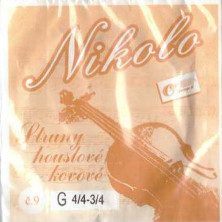 Nikolo
Struny
houslové
kovové
č.9 G 4/4-3/4